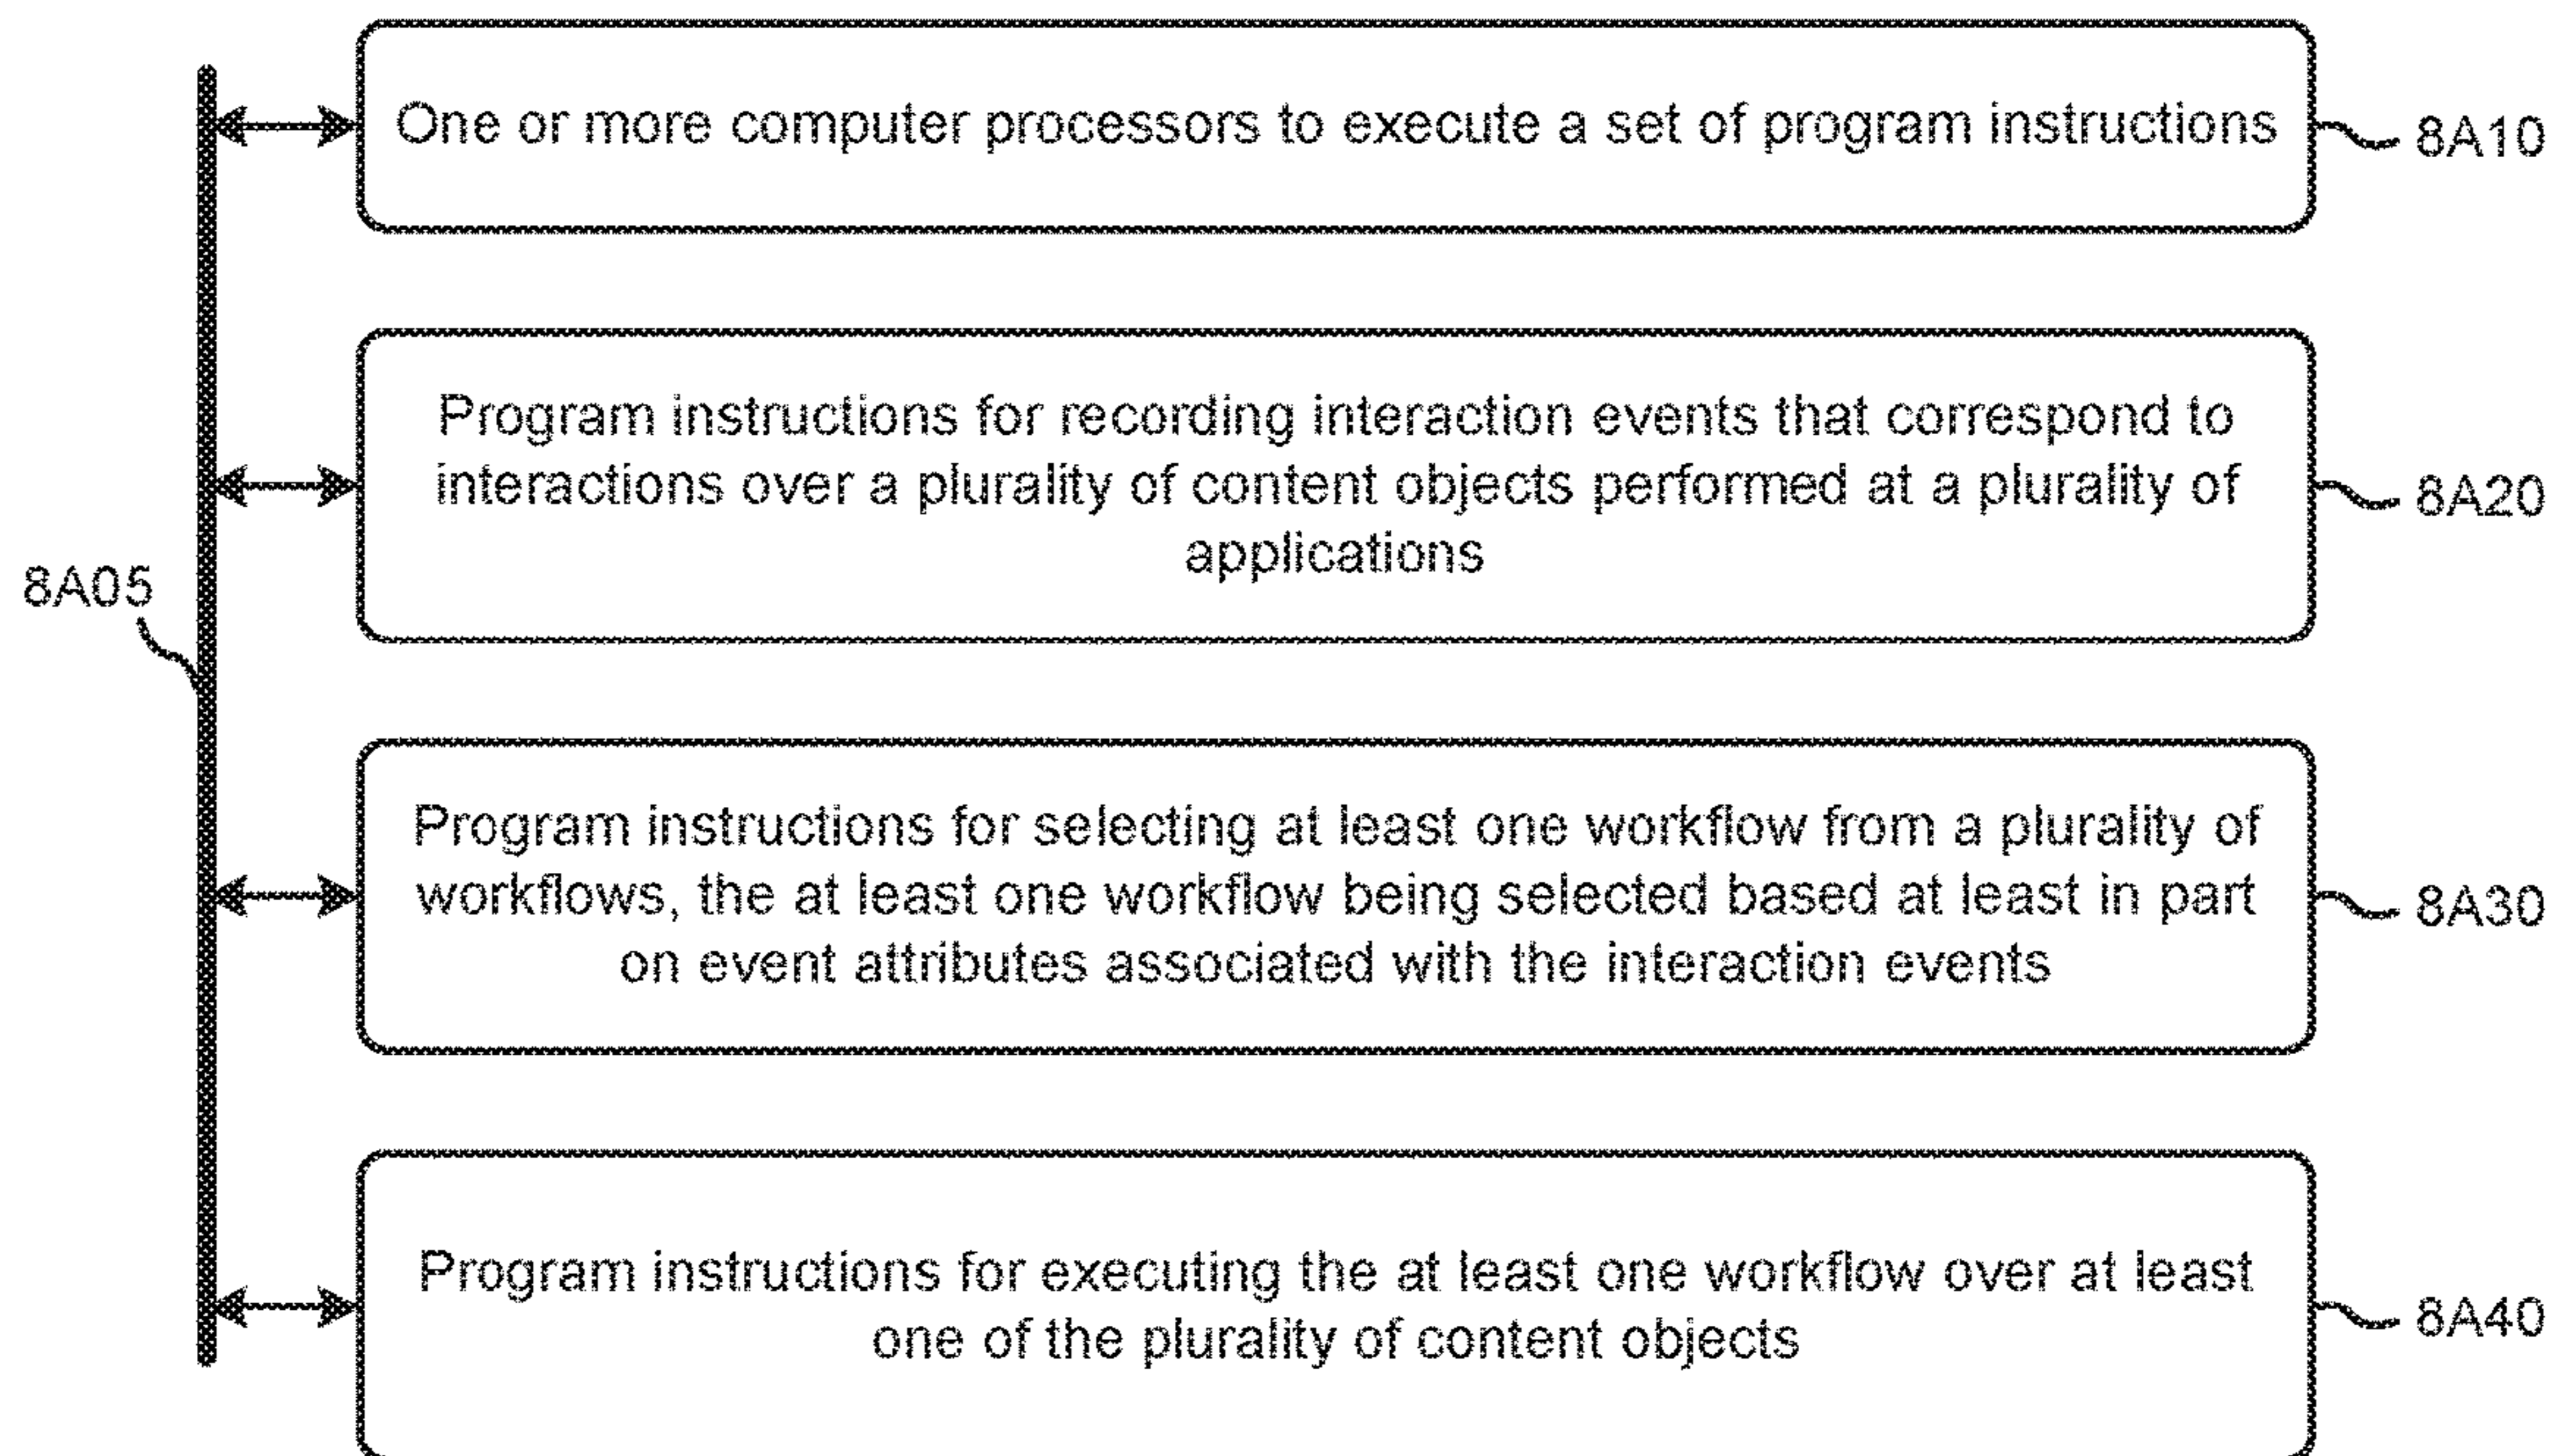 One or more computer processors to execute a set of program instructions
8A10
Program instructions for recording interaction events that correspond to
interactions over a plurality of content objects performed at a plurality of
applications
8A20
8A05
Program instructions for selecting at least one workflow from a plurality of
workflows, the at least one workflow being selected based at least in part
on event attributes associated with the interaction events
8A30
Program instructions for executing the at least one workflow over at least
one of the plurality of content objects
8A40